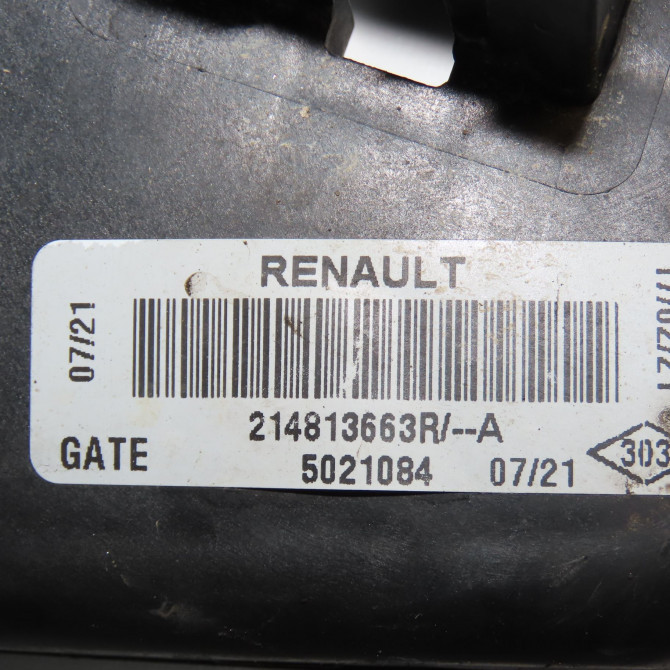 RENAULT
07/21
214813663R/--A
GATE
5021084
07/21
303